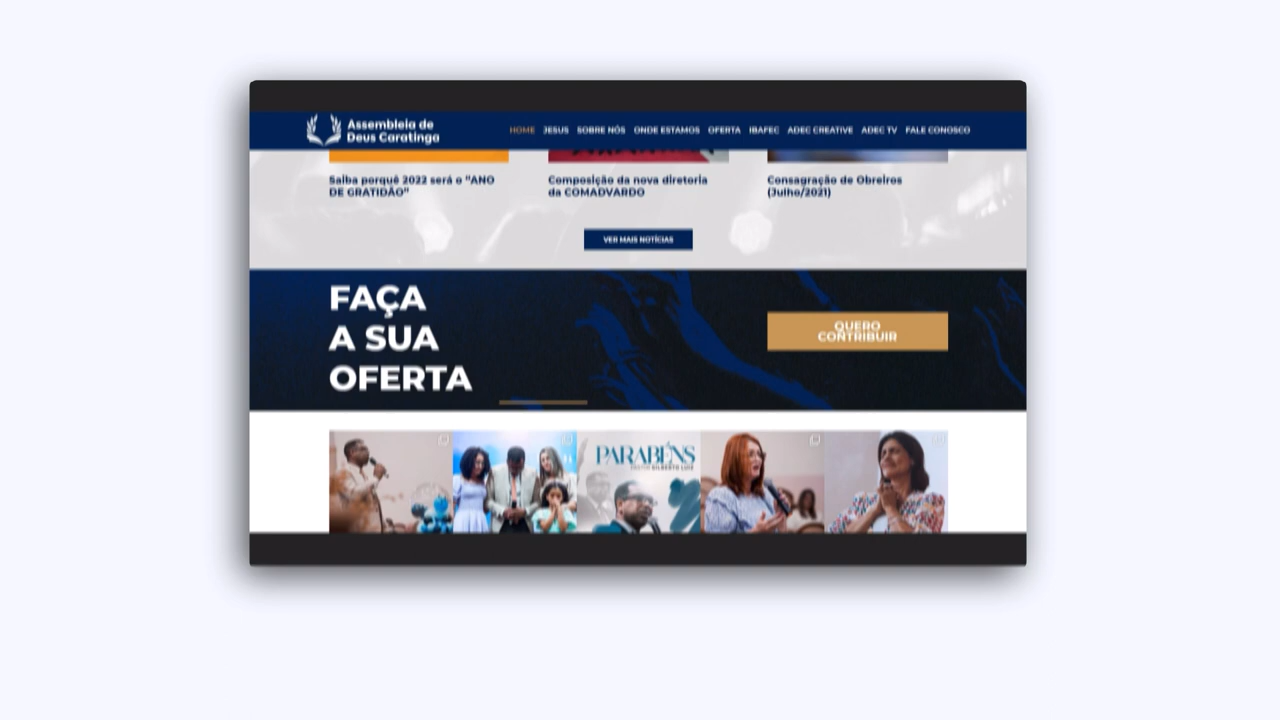 Assembleia de
Deus Caratinga
HOME JESUS SOBRE NÓS ONDE ESTAMOS OFERTA IBAFEC ADEC CREATIVE ADEC TV FALE CONOSCO
Saiba porquê 2022 será o "ANO
DE GRATIDÃO"
Composição da nova diretoria
da COMADVARDO
Consagração de Obreiros
(Julho/2021)
VER MAIS NOTÍCIAS
FAÇA
A SUA
OFERTA
QUERO
CONTRIBUIR
PARABÉNS
PASTOR GILBERTO LUIS